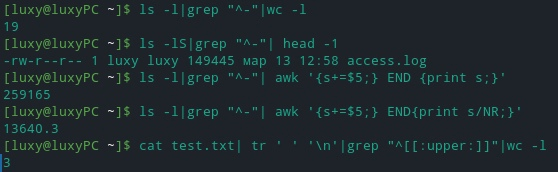 [luxy@luxyPC ~]$ ls -l|grep "^-"|wc -l
19
[luxy@luxyPC ~]$ ls -lS|grep "^-"| head -1
-rw-r--r-- 1 luxy luxy 149445 мар 13 12:58 access.log
[luxy@luxyPC ~]$ ls -l|grep "^-"| awk '{s+=$5;} END {print s;}'
259165
[luxy@luxyPC ~]$ ls -l|grep "^-"| awk '{s+=$5;} END{print s/NR;}'
13640.3
[luxy@luxyPC ~]$ cat test.txt| tr ' ' '\n'|grep "^[[:upper:]]"|wc -l
3